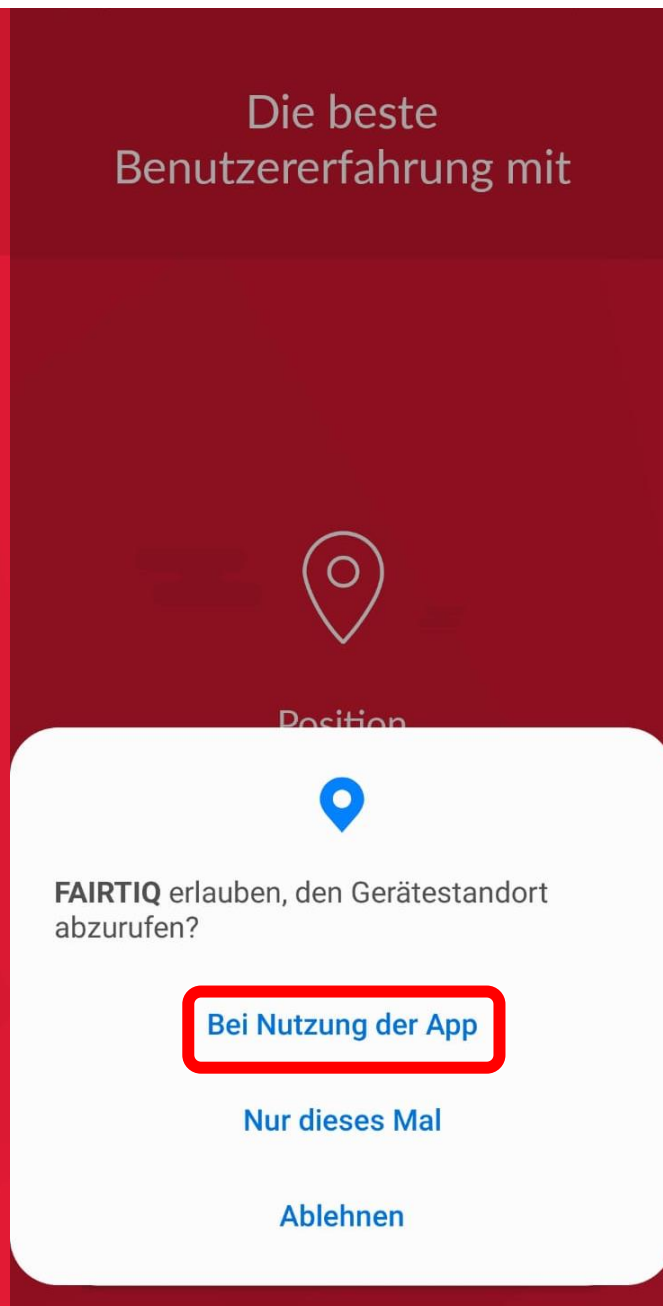 Die beste
Benutzererfahrung mit
Position
FAIRTIQ erlauben, den Gerätestandort
abzurufen?
Bei Nutzung der App
Nur dieses Mal
Ablehnen